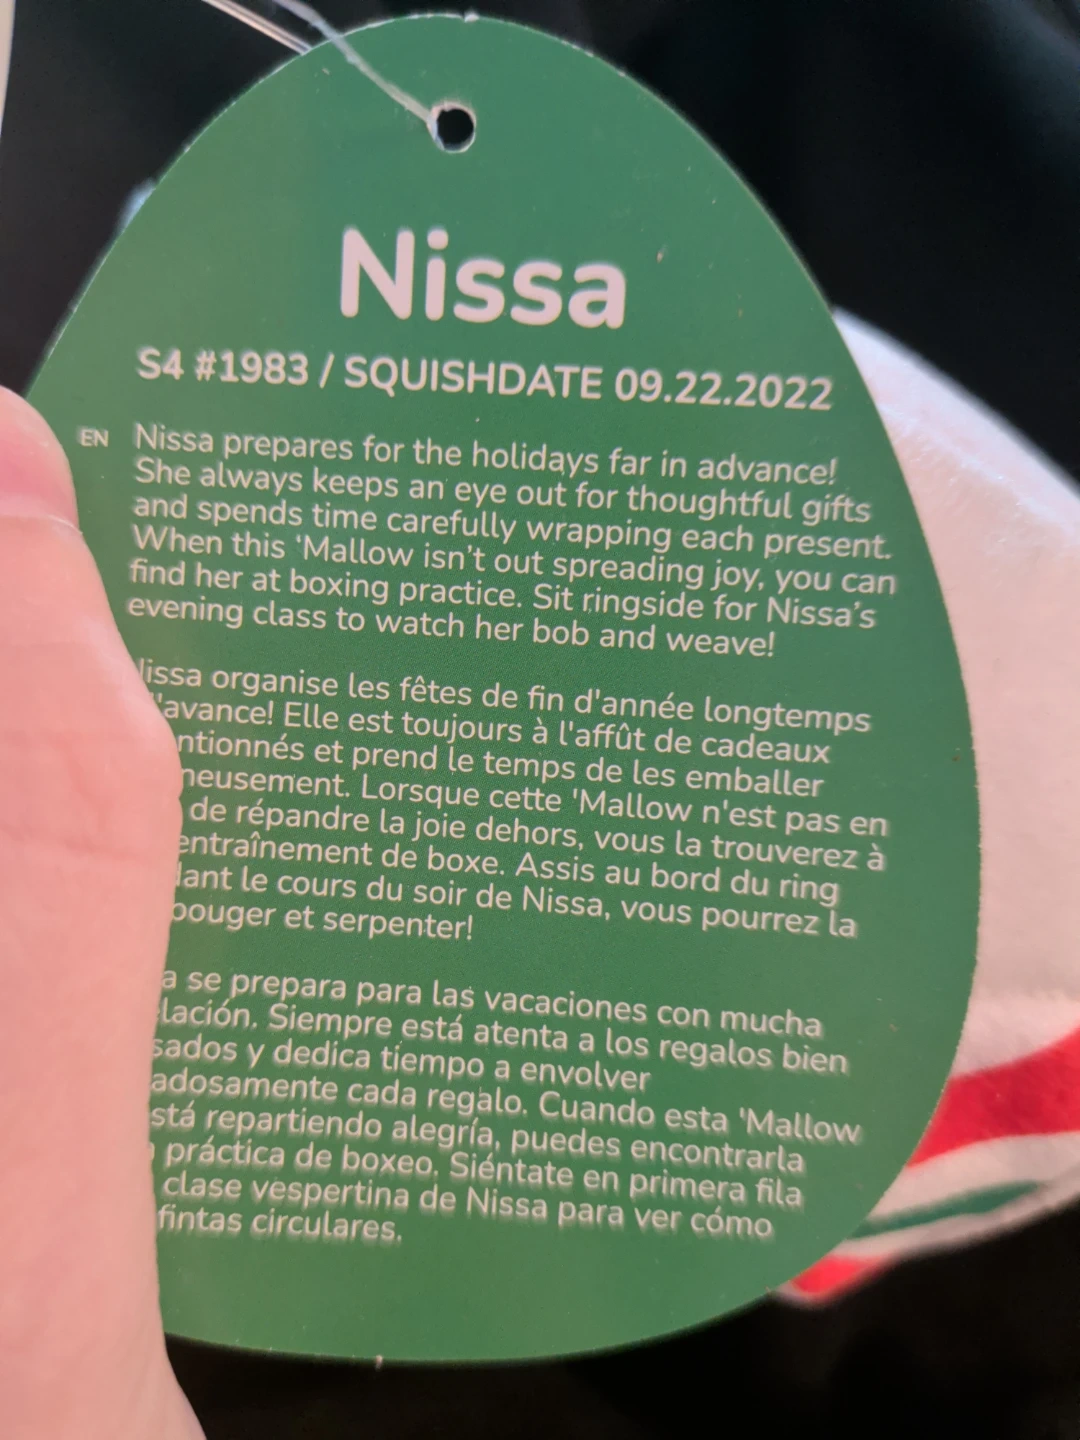 Nissa
S4 #1983 / SQUISHDATE 09.22.2022
EN Nissa prepares for the holidays far in advance!
She always keeps an eye out for thoughtful gifts
and spends time carefully wrapping each present.
When this ‘Mallow isn’t out spreading joy, you can
find her at boxing practice. Sit ringside for Nissa’s
evening class to watch her bob and weave!
organise les fêtes de fin d'année longtemps
Elle est toujours à l'affût de cadeaux
et prend le temps de les emballer
Lorsque cette 'Mallow n'est pas en
de répandre la joie dehors, vous la trouverez à
entraînement de boxe. Assis au bord du ring
le cours du soir de Nissa, vous pourrez la
bouger et serpenter!
se prepara para las vacaciones con mucha
Siempre está atenta a los regalos bien
y dedica tiempo a envolver
cada regalo. Cuando esta 'Mallow
repartiendo alegría, puedes encontrarla
práctica de boxeo. Siéntate en primera fila
clase vespertina de Nissa para ver cómo
fintas circulares.